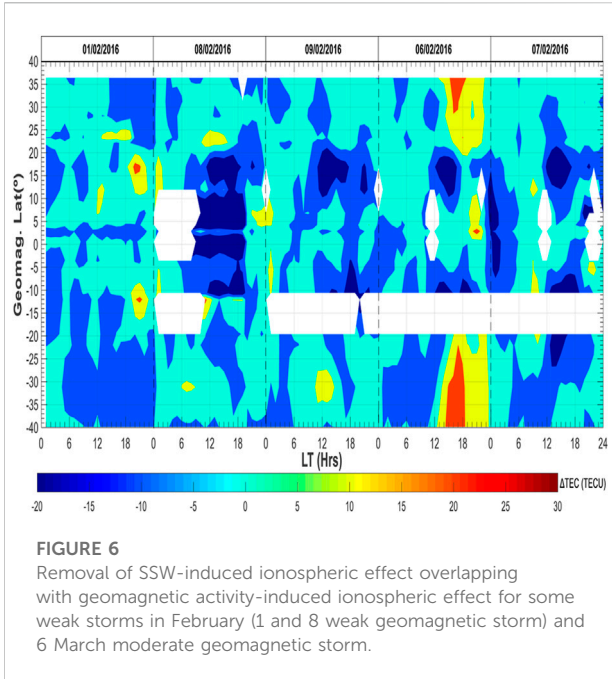 01/02/2016 08/02/2016 09/02/2016 06/02/2016 07/02/2016
40
35
30
25
20
15
10
5
0
-5
-10
-15
-20
-25
-30
-35
-40
Geomag. Lat(°)
0 6 12 18 0 6 12 18 0 6 12 18 0 6 12 18 0 6 12 18 24
LT (Hrs)
ΔTEC (TECU)
-20 -15 -10 -5 0 5 10 15 20 25 30
FIGURE 6
Removal of SSW-induced ionospheric effect overlapping
with geomagnetic activity-induced ionospheric effect for some
weak storms in February (1 and 8 weak geomagnetic storm) and
6 March moderate geomagnetic storm.